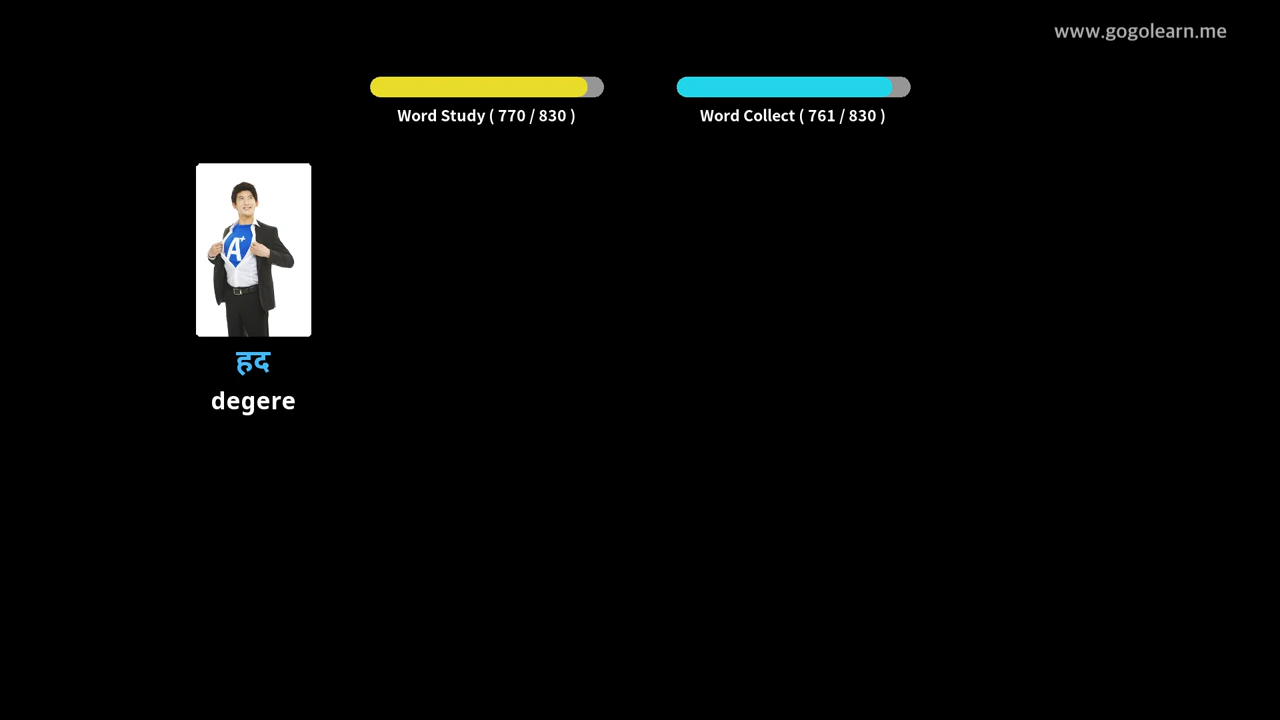 www.gogolearn.me
Word Study ( 770 / 830 )
Word Collect ( 761 / 830 )
A+
हद
degere